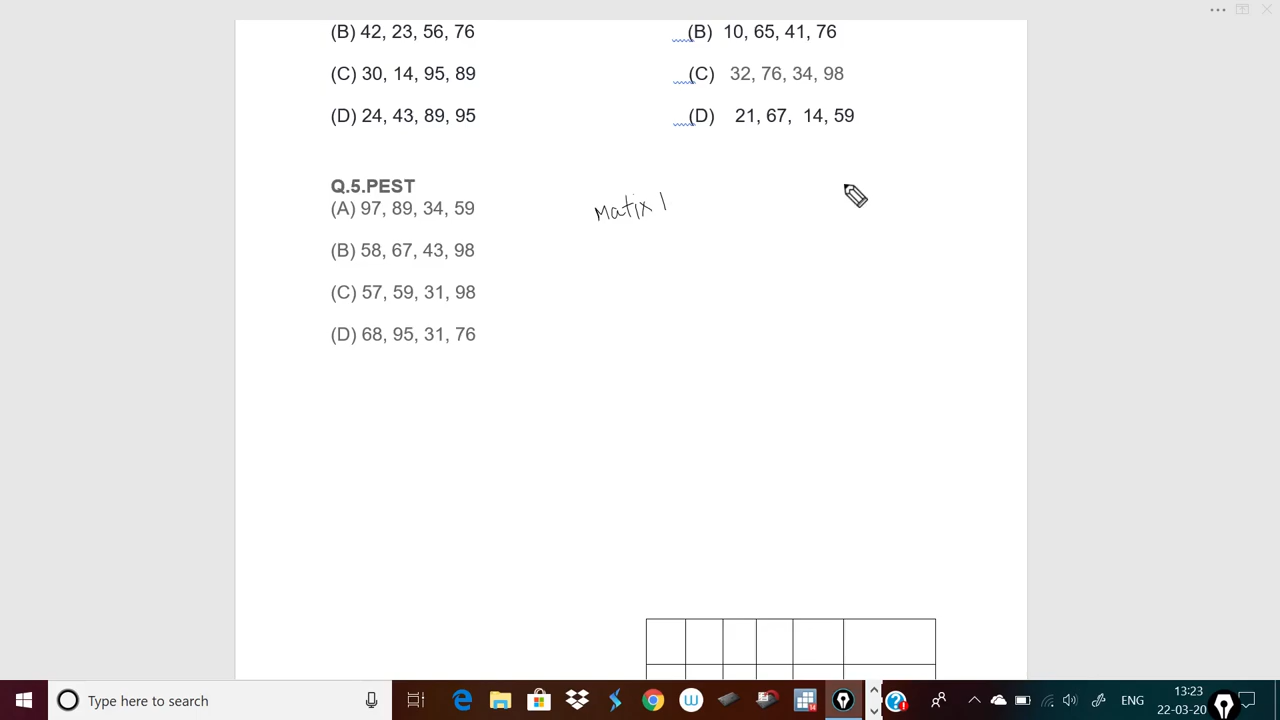 (B) 42, 23, 56, 76
(B) 10, 65, 41, 76
(C) 30, 14, 95, 89
(C) 32, 76, 34, 98
(D) 24, 43, 89, 95
(D) 21, 67, 14, 59
Q.5.PEST
(A) 97, 89, 34, 59
Matix 1
(B) 58, 67, 43, 98
(C) 57, 59, 31, 98
(D) 68, 95, 31, 76
Type here to search
ENG
13:23
22-03-20